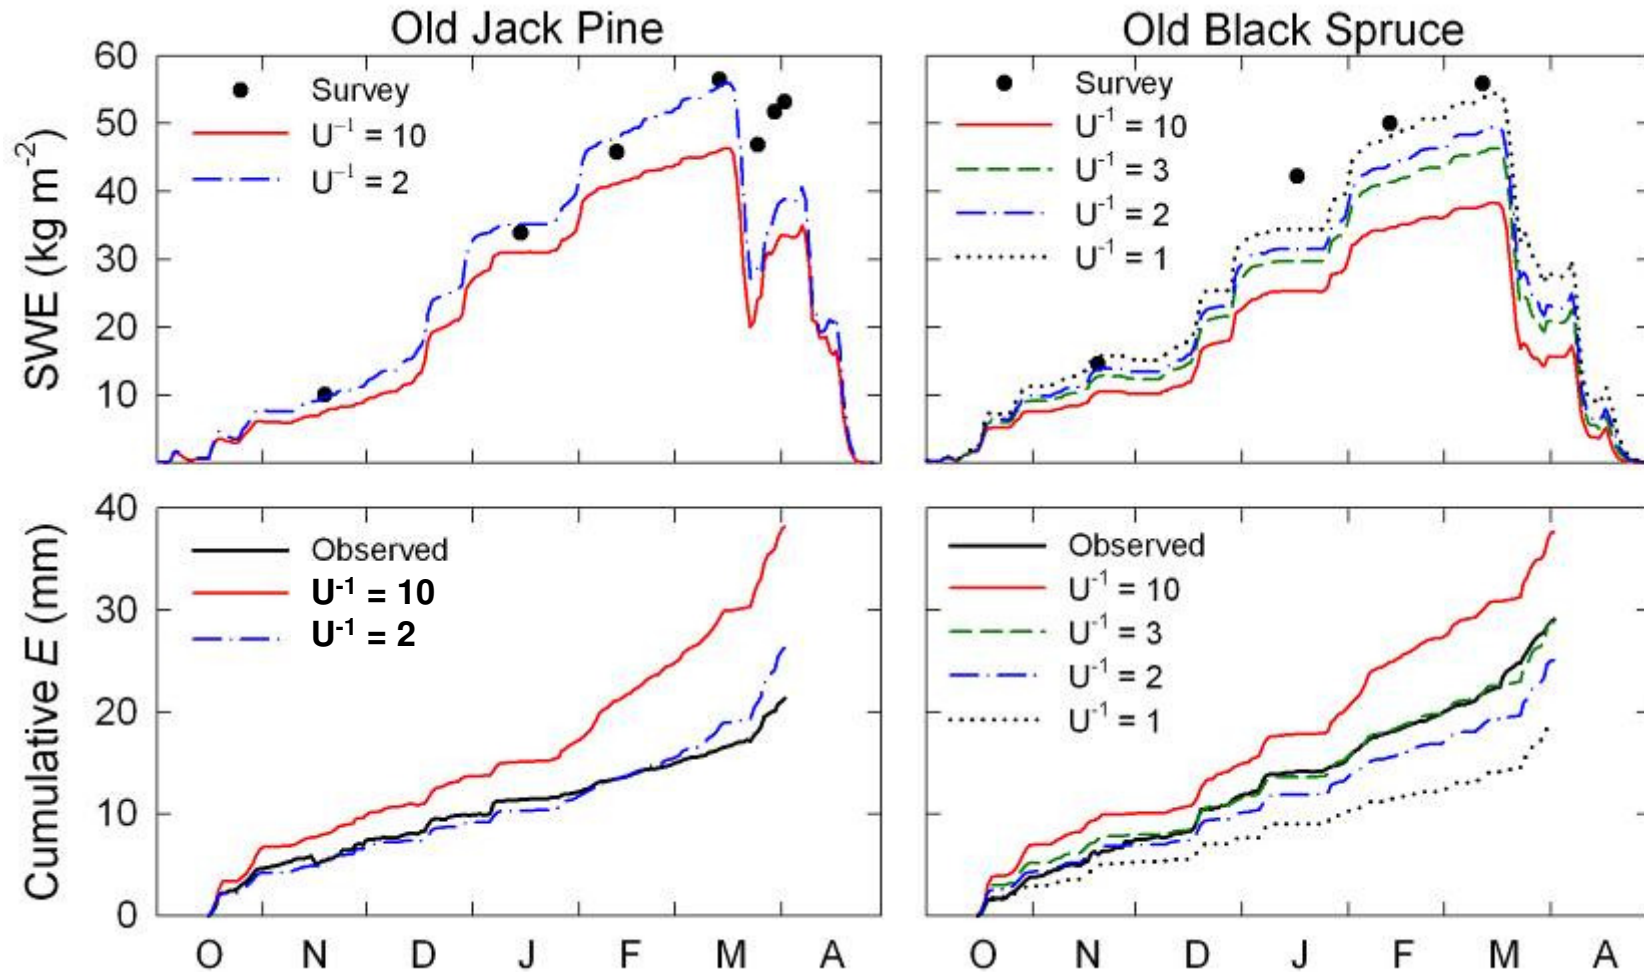 Old Jack Pine
Old Black Spruce
SWE (kg m⁻²)
60
50
40
30
20
10
Survey
U⁻¹ = 10
U⁻¹ = 2
Survey
U⁻¹ = 10
U⁻¹ = 3
U⁻¹ = 2
U⁻¹ = 1
Cumulative E (mm)
40
30
20
10
0
Observed
U⁻¹ = 10
U⁻¹ = 2
Observed
U⁻¹ = 10
U⁻¹ = 3
U⁻¹ = 2
U⁻¹ = 1
O N D J F M A
O N D J F M A